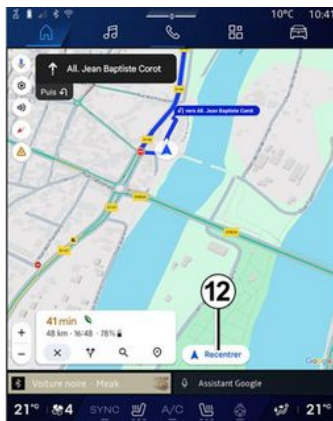 10°C 10:41
All. Jean Baptiste Corot
Puis
vers All. Jean Baptiste Corot
12
41 min
48 km · 16:48 · 78%
Recentrer
Google
Voiture noire · Meak
Assistant Google
21° 4 SYNC A/C 21°